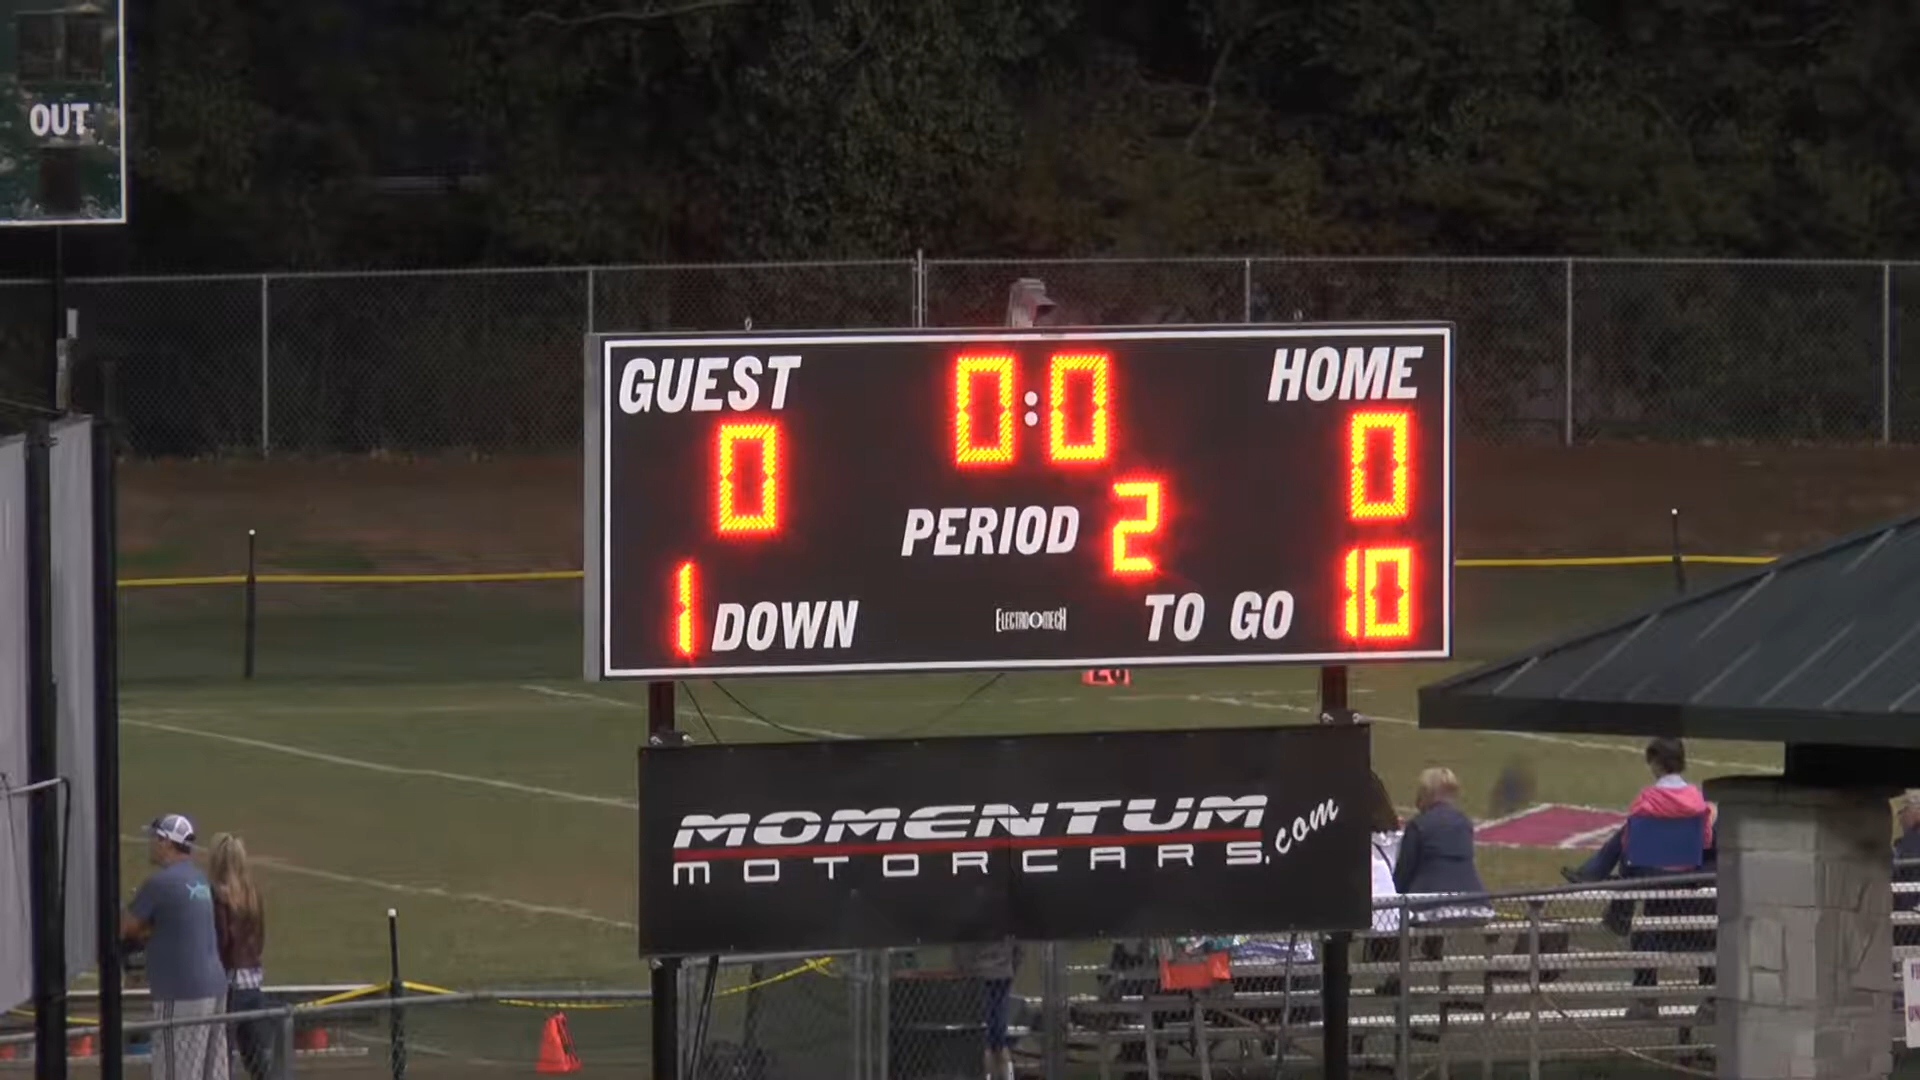 OUT
GUEST 0:0 HOME
0 0
PERIOD 2
1 DOWN ELECTRO-MECH TO GO 10
20
MOMENTUM
MOTORCARS.com